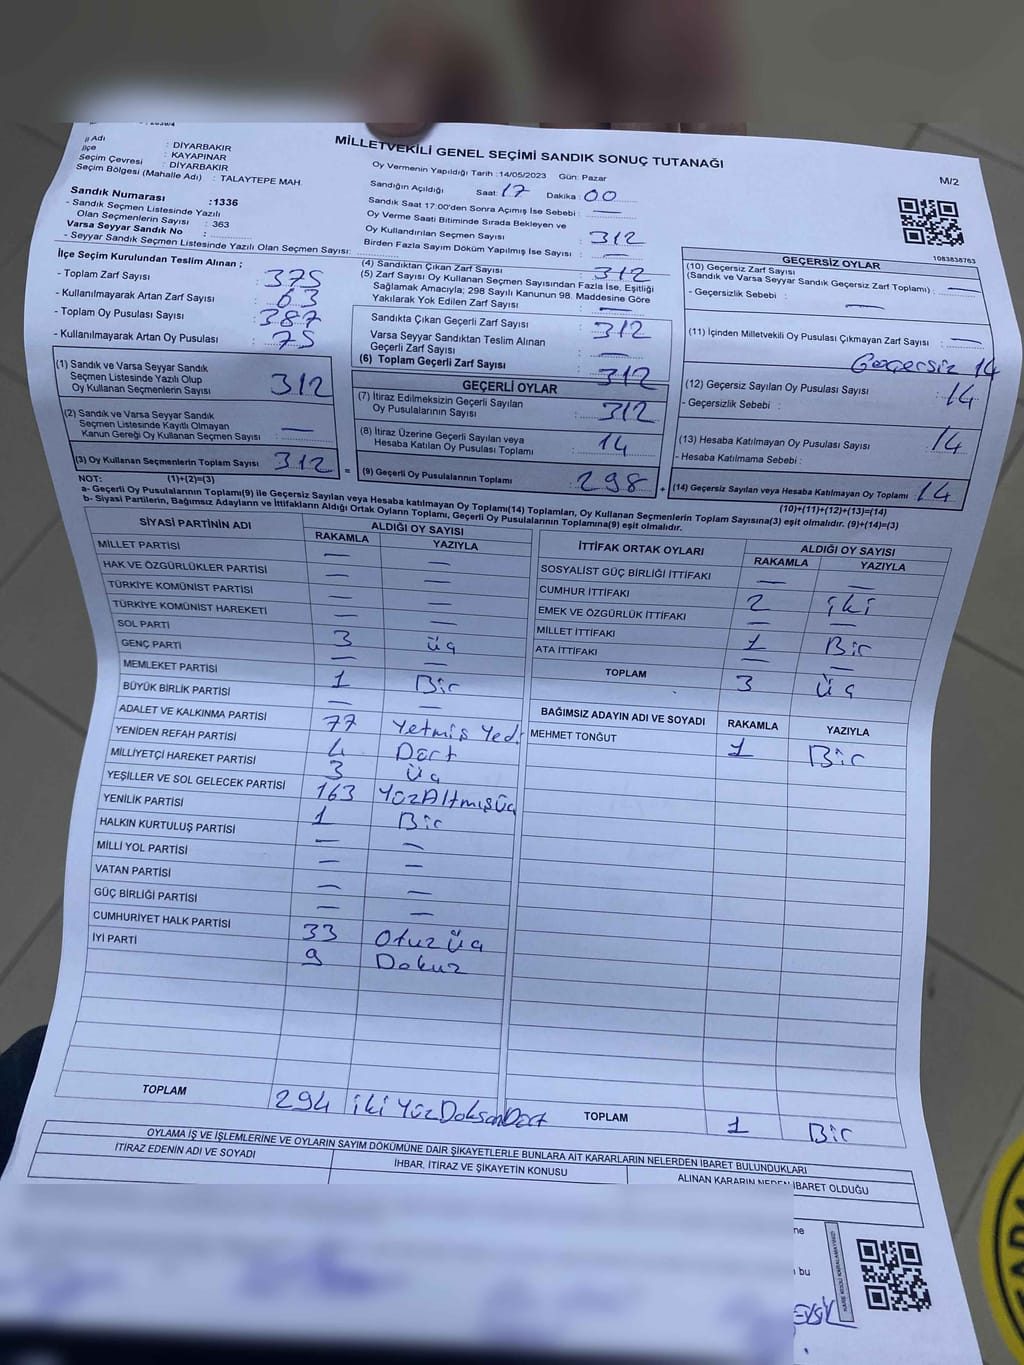 MİLLETVEKİLİ GENEL SEÇİMİ SANDIK SONUÇ TUTANAĞI
M/2
İl Adı : DİYARBAKIR
İlçe : KAYAPINAR
Seçim Çevresi : DİYARBAKIR
Seçim Bölgesi (Mahalle Adı) : TALAYTEPE MAH.
Sandık Numarası :1336
- Sandık Seçmen Listesinde Yazılı
Olan Seçmenlerin Sayısı : 363
Varsa Seyyar Sandık No :
- Seyyar Sandık Seçmen Listesinde Yazılı Olan Seçmen Sayısı:
Oy Vermenin Yapıldığı Tarih :14/05/2023 Gün: Pazar
Sandığın Açıldığı Saat: 17 Dakika 00
Sandık Saat 17:00'den Sonra Açımış İse Sebebi : —
Oy Verme Saati Bitiminde Sırada Bekleyen ve
Oy Kullandırılan Seçmen Sayısı : 312
Birden Fazla Sayım Döküm Yapılmış İse Sayısı : —
1083838763
İlçe Seçim Kurulundan Teslim Alınan ;
- Toplam Zarf Sayısı : 375
- Kullanılmayarak Artan Zarf Sayısı : 63
- Toplam Oy Pusulası Sayısı : 387
- Kullanılmayarak Artan Oy Pusulası : 75
(1) Sandık ve Varsa Seyyar Sandık
Seçmen Listesinde Yazılı Olup
Oy Kullanan Seçmenlerin Sayısı : 312
(2) Sandık ve Varsa Seyyar Sandık
Seçmen Listesinde Kayıtlı Olmayan
Kanun Gereği Oy Kullanan Seçmen Sayısı : —
(3) Oy Kullanan Seçmenlerin Toplam Sayısı : 312 =
(4) Sandıktan Çıkan Zarf Sayısı : 312
(5) Zarf Sayısı Oy Kullanan Seçmen Sayısından Fazla İse, Eşitliği
Sağlamak Amacıyla; 298 Sayılı Kanunun 98. Maddesine Göre
Yakılarak Yok Edilen Zarf Sayısı : —
Sandıkta Çıkan Geçerli Zarf Sayısı : 312
Varsa Seyyar Sandıktan Teslim Alınan
Geçerli Zarf Sayısı : —
(6) Toplam Geçerli Zarf Sayısı : 312
GEÇERLİ OYLAR
(7) İtiraz Edilmeksizin Geçerli Sayılan
Oy Pusulalarının Sayısı : 312
(8) İtiraz Üzerine Geçerli Sayılan veya
Hesaba Katılan Oy Pusulaları Toplamı : 14
(9) Geçerli Oy Pusulalarının Toplamı : 298 +
GEÇERSİZ OYLAR
(10) Geçersiz Zarf Sayısı
(Sandık ve Varsa Seyyar Sandık Geçersiz Zarf Toplamı) : —
- Geçersizlik Sebebi : —
(11) İçinden Milletvekili Oy Pusulası Çıkmayan Zarf Sayısı : —
Geçersiz 14
(12) Geçersiz Sayılan Oy Pusulası Sayısı : 14
- Geçersizlik Sebebi :
(13) Hesaba Katılmayan Oy Pusulası Sayısı : 14
- Hesaba Katılmama Sebebi :
(14) Geçersiz Sayılan veya Hesaba Katılmayan Oy Toplamı : 14
NOT: (1)+(2)=(3)
(10)+(11)+(12)+(13)=(14)
a- Geçerli Oy Pusulalarının Toplamı(9) ile Geçersiz Sayılan veya Hesaba katılmayan Oy Pusulaları(14) Toplamları, Oy Kullanan Seçmenlerin Toplam Sayısına(3) eşit olmalıdır. (9)+(14)=(3)
b- Siyasi Partilerin, Bağımsız Adayların ve İttifakların Aldığı Ortak Oyların Toplamı, Geçerli Oy Pusulalarının Toplamına(9) eşit olmalıdır.
SİYASİ PARTİNİN ADI ALDIĞI OY SAYISI
RAKAMLA YAZIYLA
MİLLET PARTİSİ — —
HAK VE ÖZGÜRLÜKLER PARTİSİ — —
TÜRKİYE KOMÜNİST PARTİSİ — —
TÜRKİYE KOMÜNİST HAREKETİ — —
SOL PARTİ — —
GENÇ PARTİ 3 üç
MEMLEKET PARTİSİ — —
BÜYÜK BİRLİK PARTİSİ 1 Bir
ADALET VE KALKINMA PARTİSİ 77 Yetmiş Yedi
YENİDEN REFAH PARTİSİ 4 Dört
MİLLİYETÇİ HAREKET PARTİSİ 3 üç
YEŞİLLER VE SOL GELECEK PARTİSİ 163 YüzAltmışüç
YENİLİK PARTİSİ 1 Bir
HALKIN KURTULUŞ PARTİSİ — —
MİLLİ YOL PARTİSİ — —
VATAN PARTİSİ — —
GÜÇ BİRLİĞİ PARTİSİ — —
CUMHURİYET HALK PARTİSİ 33 Otuz üç
İYİ PARTİ 9 Dokuz
TOPLAM 294 iki YüzDoksanDört
İTTİFAK ORTAK OYLARI ALDIĞI OY SAYISI
RAKAMLA YAZIYLA
SOSYALİST GÜÇ BİRLİĞİ İTTİFAKI — —
CUMHUR İTTİFAKI 2 iki
EMEK VE ÖZGÜRLÜK İTTİFAKI — —
MİLLET İTTİFAKI 1 Bir
ATA İTTİFAKI — —
TOPLAM 3 üç
BAĞIMSIZ ADAYIN ADI VE SOYADI RAKAMLA YAZIYLA
MEHMET TONĞUT 1 Bir
TOPLAM 1 Bir
OYLAMA İŞ VE İŞLEMLERİNE VE OYLARIN SAYIM DÖKÜMÜNE DAİR ŞİKAYETLERLE BUNLARA AİT KARARLARIN NELERDEN İBARET BULUNDUKLARI
İTİRAZ EDENİN ADI VE SOYADI İHBAR, İTİRAZ VE ŞİKAYETİN KONUSU ALINAN KARARIN NEDEN İBARET OLDUĞU
bu
KARE KODU KARALAMAYINIZ!